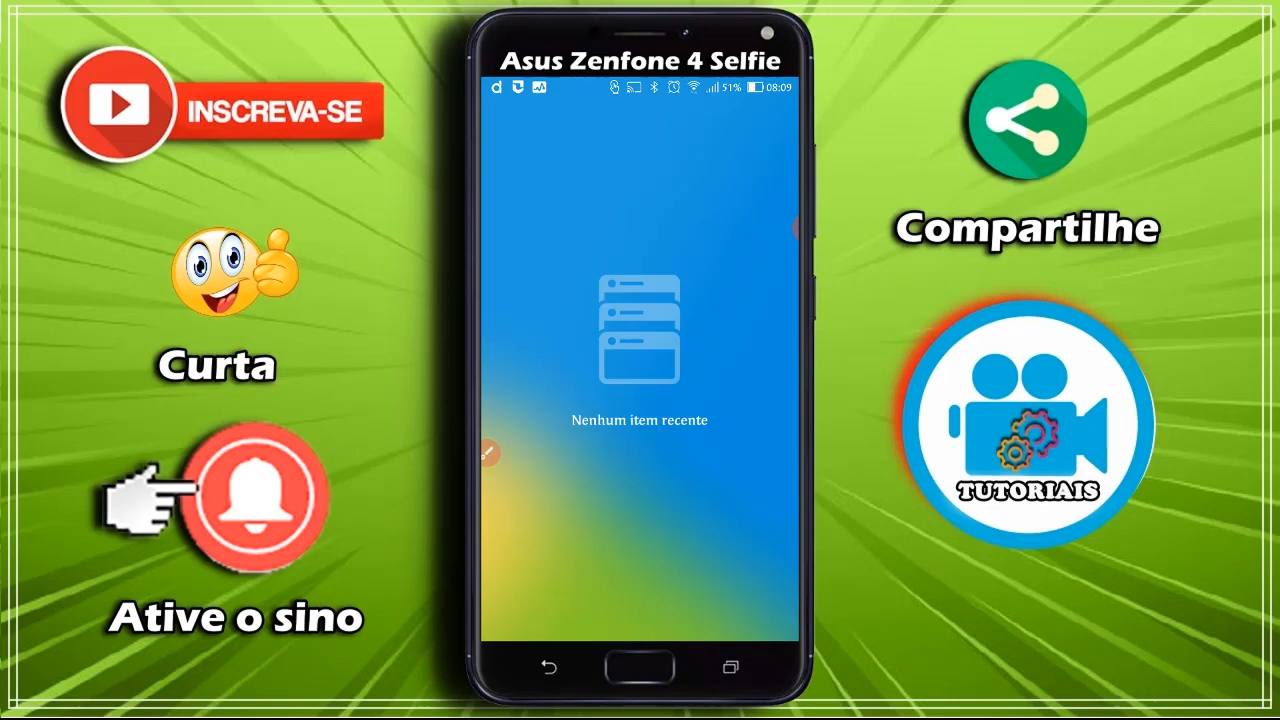 INSCREVA-SE
Curta
Ative o sino
Asus Zenfone 4 Selfie
51% 08:09
Nenhum item recente
Compartilhe
TUTORIAIS